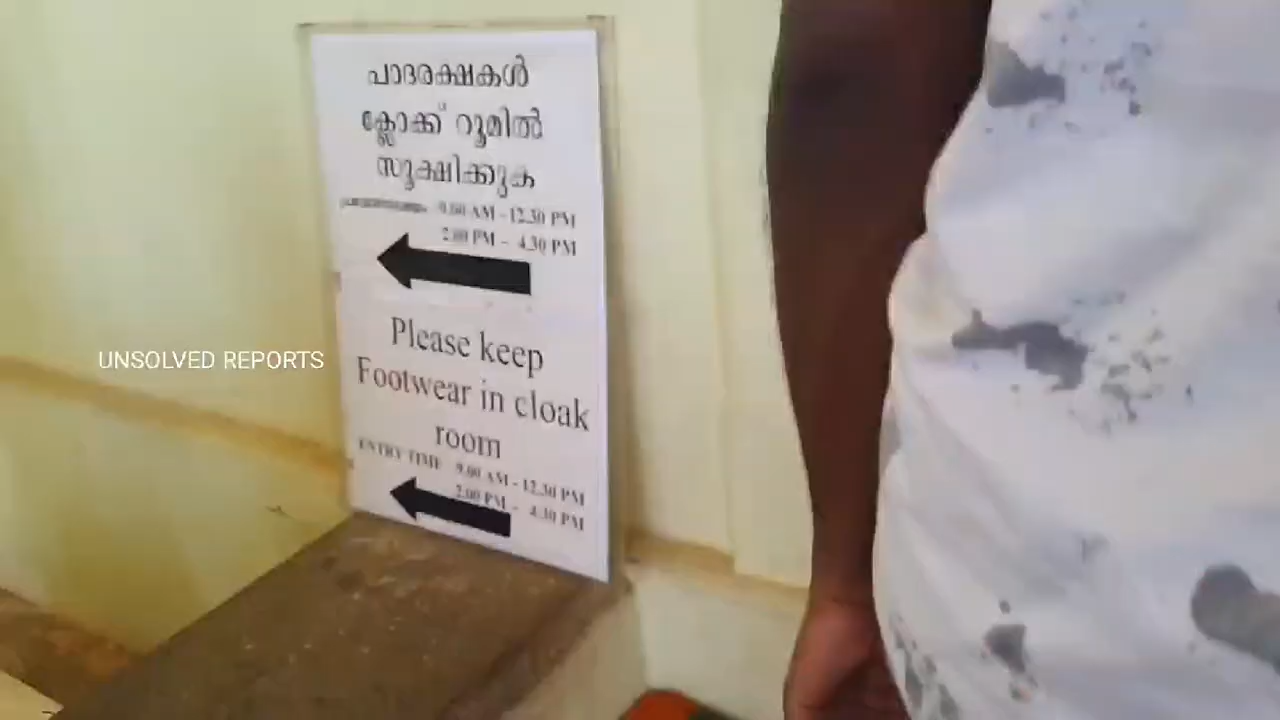 പാദരക്ഷകൾ
ക്ലോക്ക് റൂമിൽ
സൂക്ഷിക്കുക
9.00 AM - 12.30 PM
2.00 PM - 4.30 PM
Please keep
Footwear in cloak
room
ENTRY TIME 9.00 AM - 12.30 PM
2.00 PM - 4.30 PM
UNSOLVED REPORTS